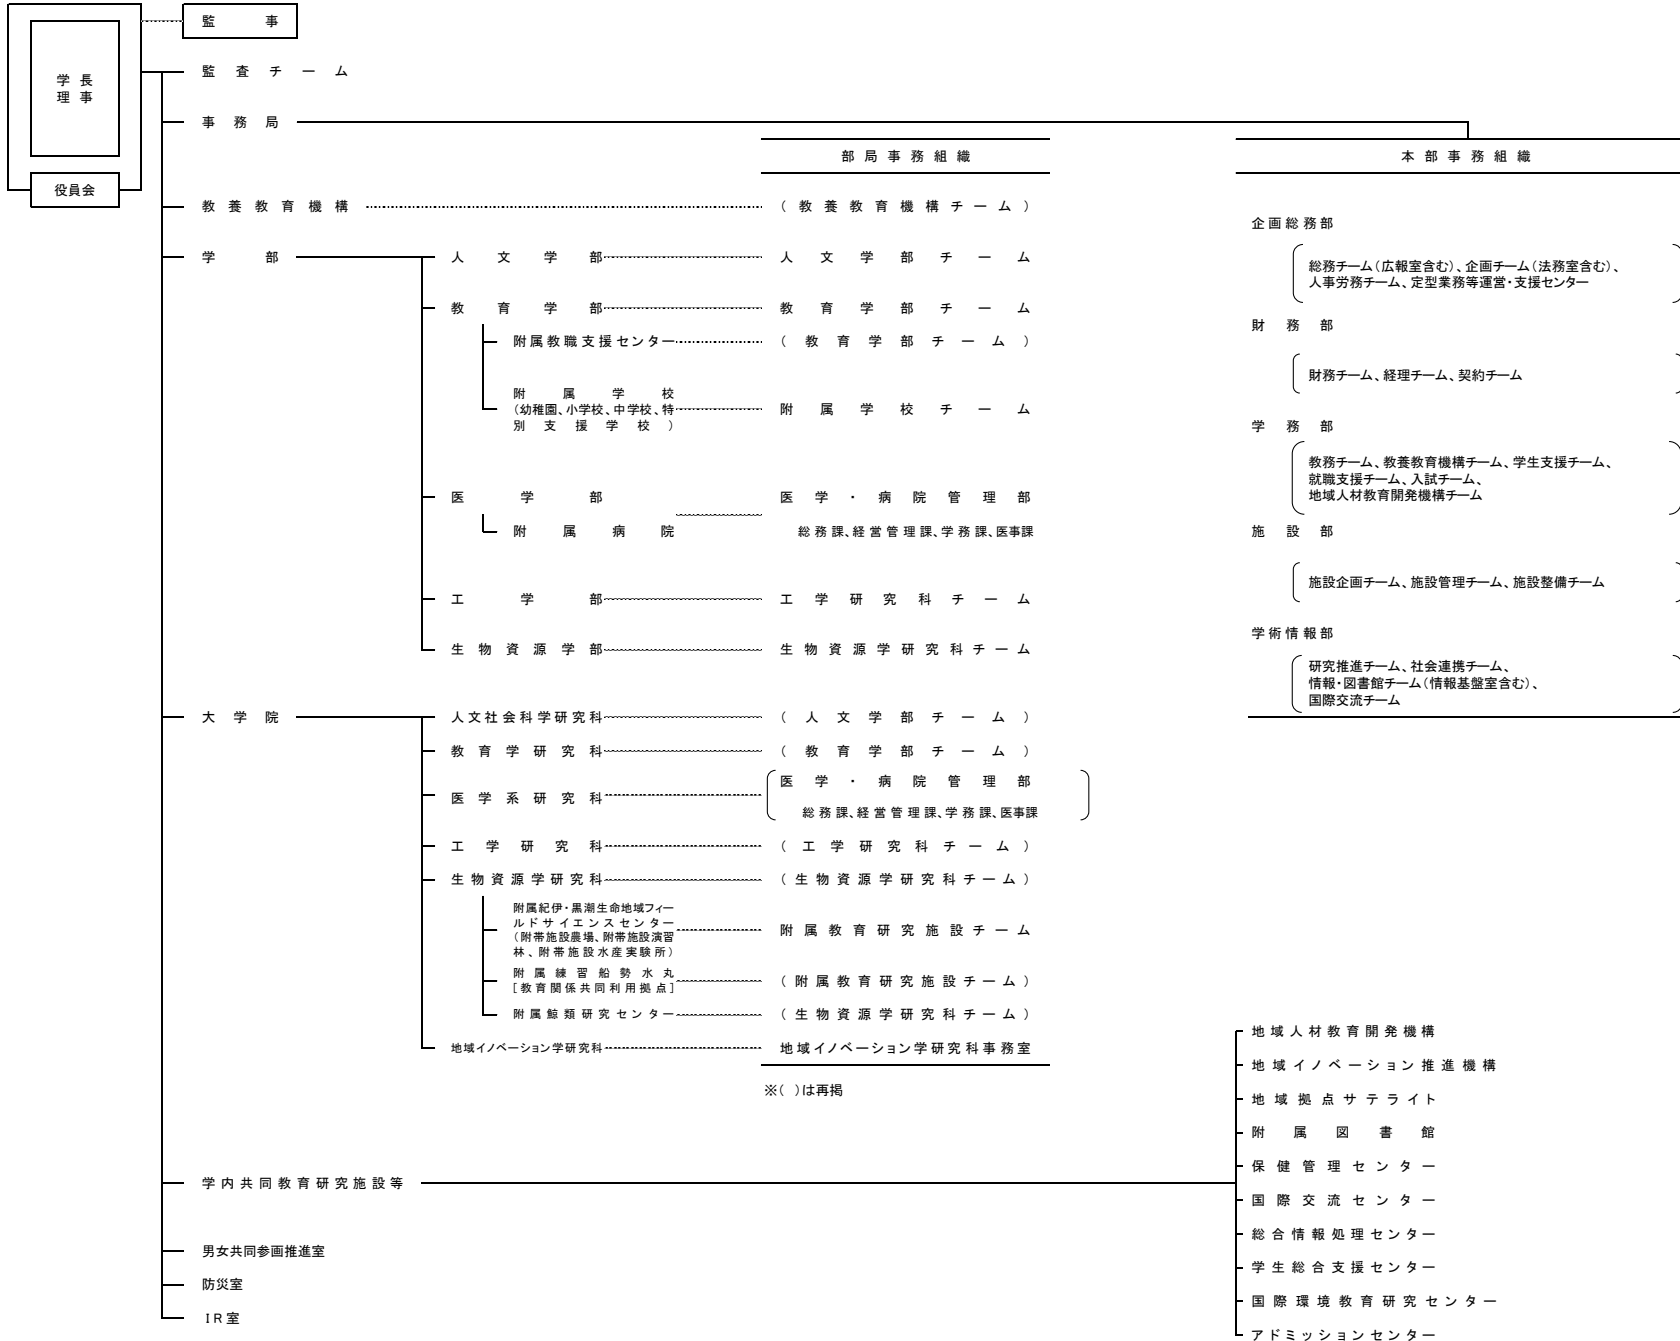 監事
学長
理事
役員会
監査チーム
事務局
部局事務組織
本部事務組織
教養教育機構
(教養教育機構チーム)
学部
人文学部
人文学部チーム
教育学部
教育学部チーム
附属教職支援センター
(教育学部チーム)
附属学校
(幼稚園、小学校、中学校、特
別支援学校)
附属学校チーム
医学部
医学・病院管理部
附属病院
総務課、経営管理課、学務課、医事課
工学部
工学研究科チーム
生物資源学部
生物資源学研究科チーム
企画総務部
総務チーム(広報室含む)、企画チーム(法務室含む)、
人事労務チーム、定型業務等運営・支援センター
財務部
財務チーム、経理チーム、契約チーム
学務部
教務チーム、教養教育機構チーム、学生支援チーム、
就職支援チーム、入試チーム、
地域人材教育開発機構チーム
施設部
施設企画チーム、施設管理チーム、施設整備チーム
学術情報部
研究推進チーム、社会連携チーム、
情報・図書館チーム(情報基盤室含む)、
国際交流チーム
大学院
人文社会科学研究科
(人文学部チーム)
教育学研究科
(教育学部チーム)
医学系研究科
医学・病院管理部
総務課、経営管理課、学務課、医事課
工学研究科
(工学研究科チーム)
生物資源学研究科
(生物資源学研究科チーム)
附属紀伊・黒潮生命地域フィー
ルドサイエンスセンター
(附帯施設農場、附帯施設演習
林、附帯施設水産実験所)
附属教育研究施設チーム
附属練習船勢水丸
[教育関係共同利用拠点]
(附属教育研究施設チーム)
附属鯨類研究センター
(生物資源学研究科チーム)
地域イノベーション学研究科
地域イノベーション学研究科事務室
※( )は再掲
学内共同教育研究施設等
地域人材教育開発機構
地域イノベーション推進機構
地域拠点サテライト
附属図書館
保健管理センター
国際交流センター
総合情報処理センター
学生総合支援センター
国際環境教育研究センター
アドミッションセンター
男女共同参画推進室
防災室
IR室